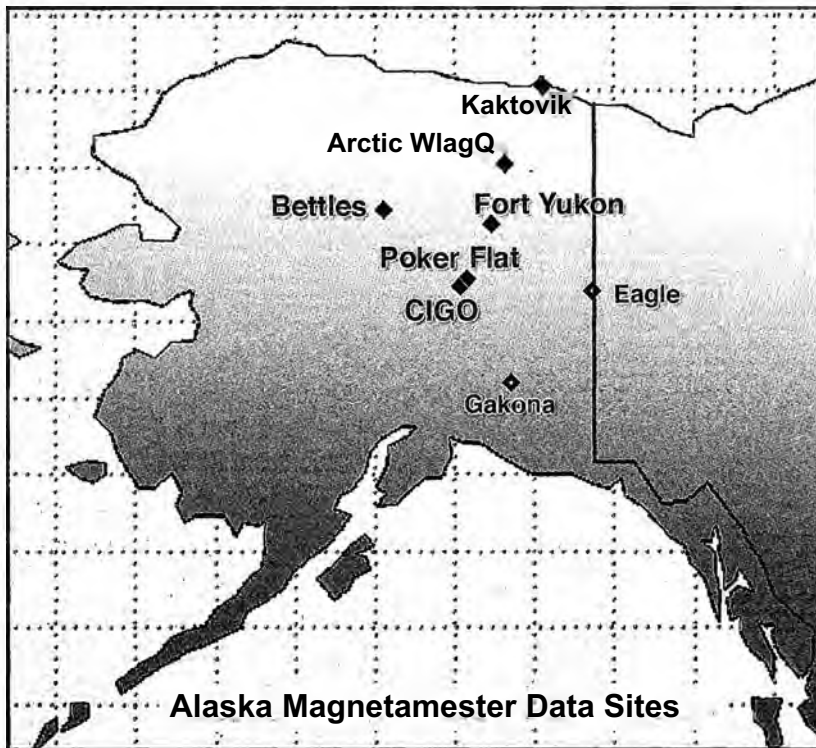 Kaktovik
Arctic WlagQ
Bettles
Fort Yukon
Poker Flat
CIGO
Eagle
Gakona
Alaska Magnetamester Data Sites